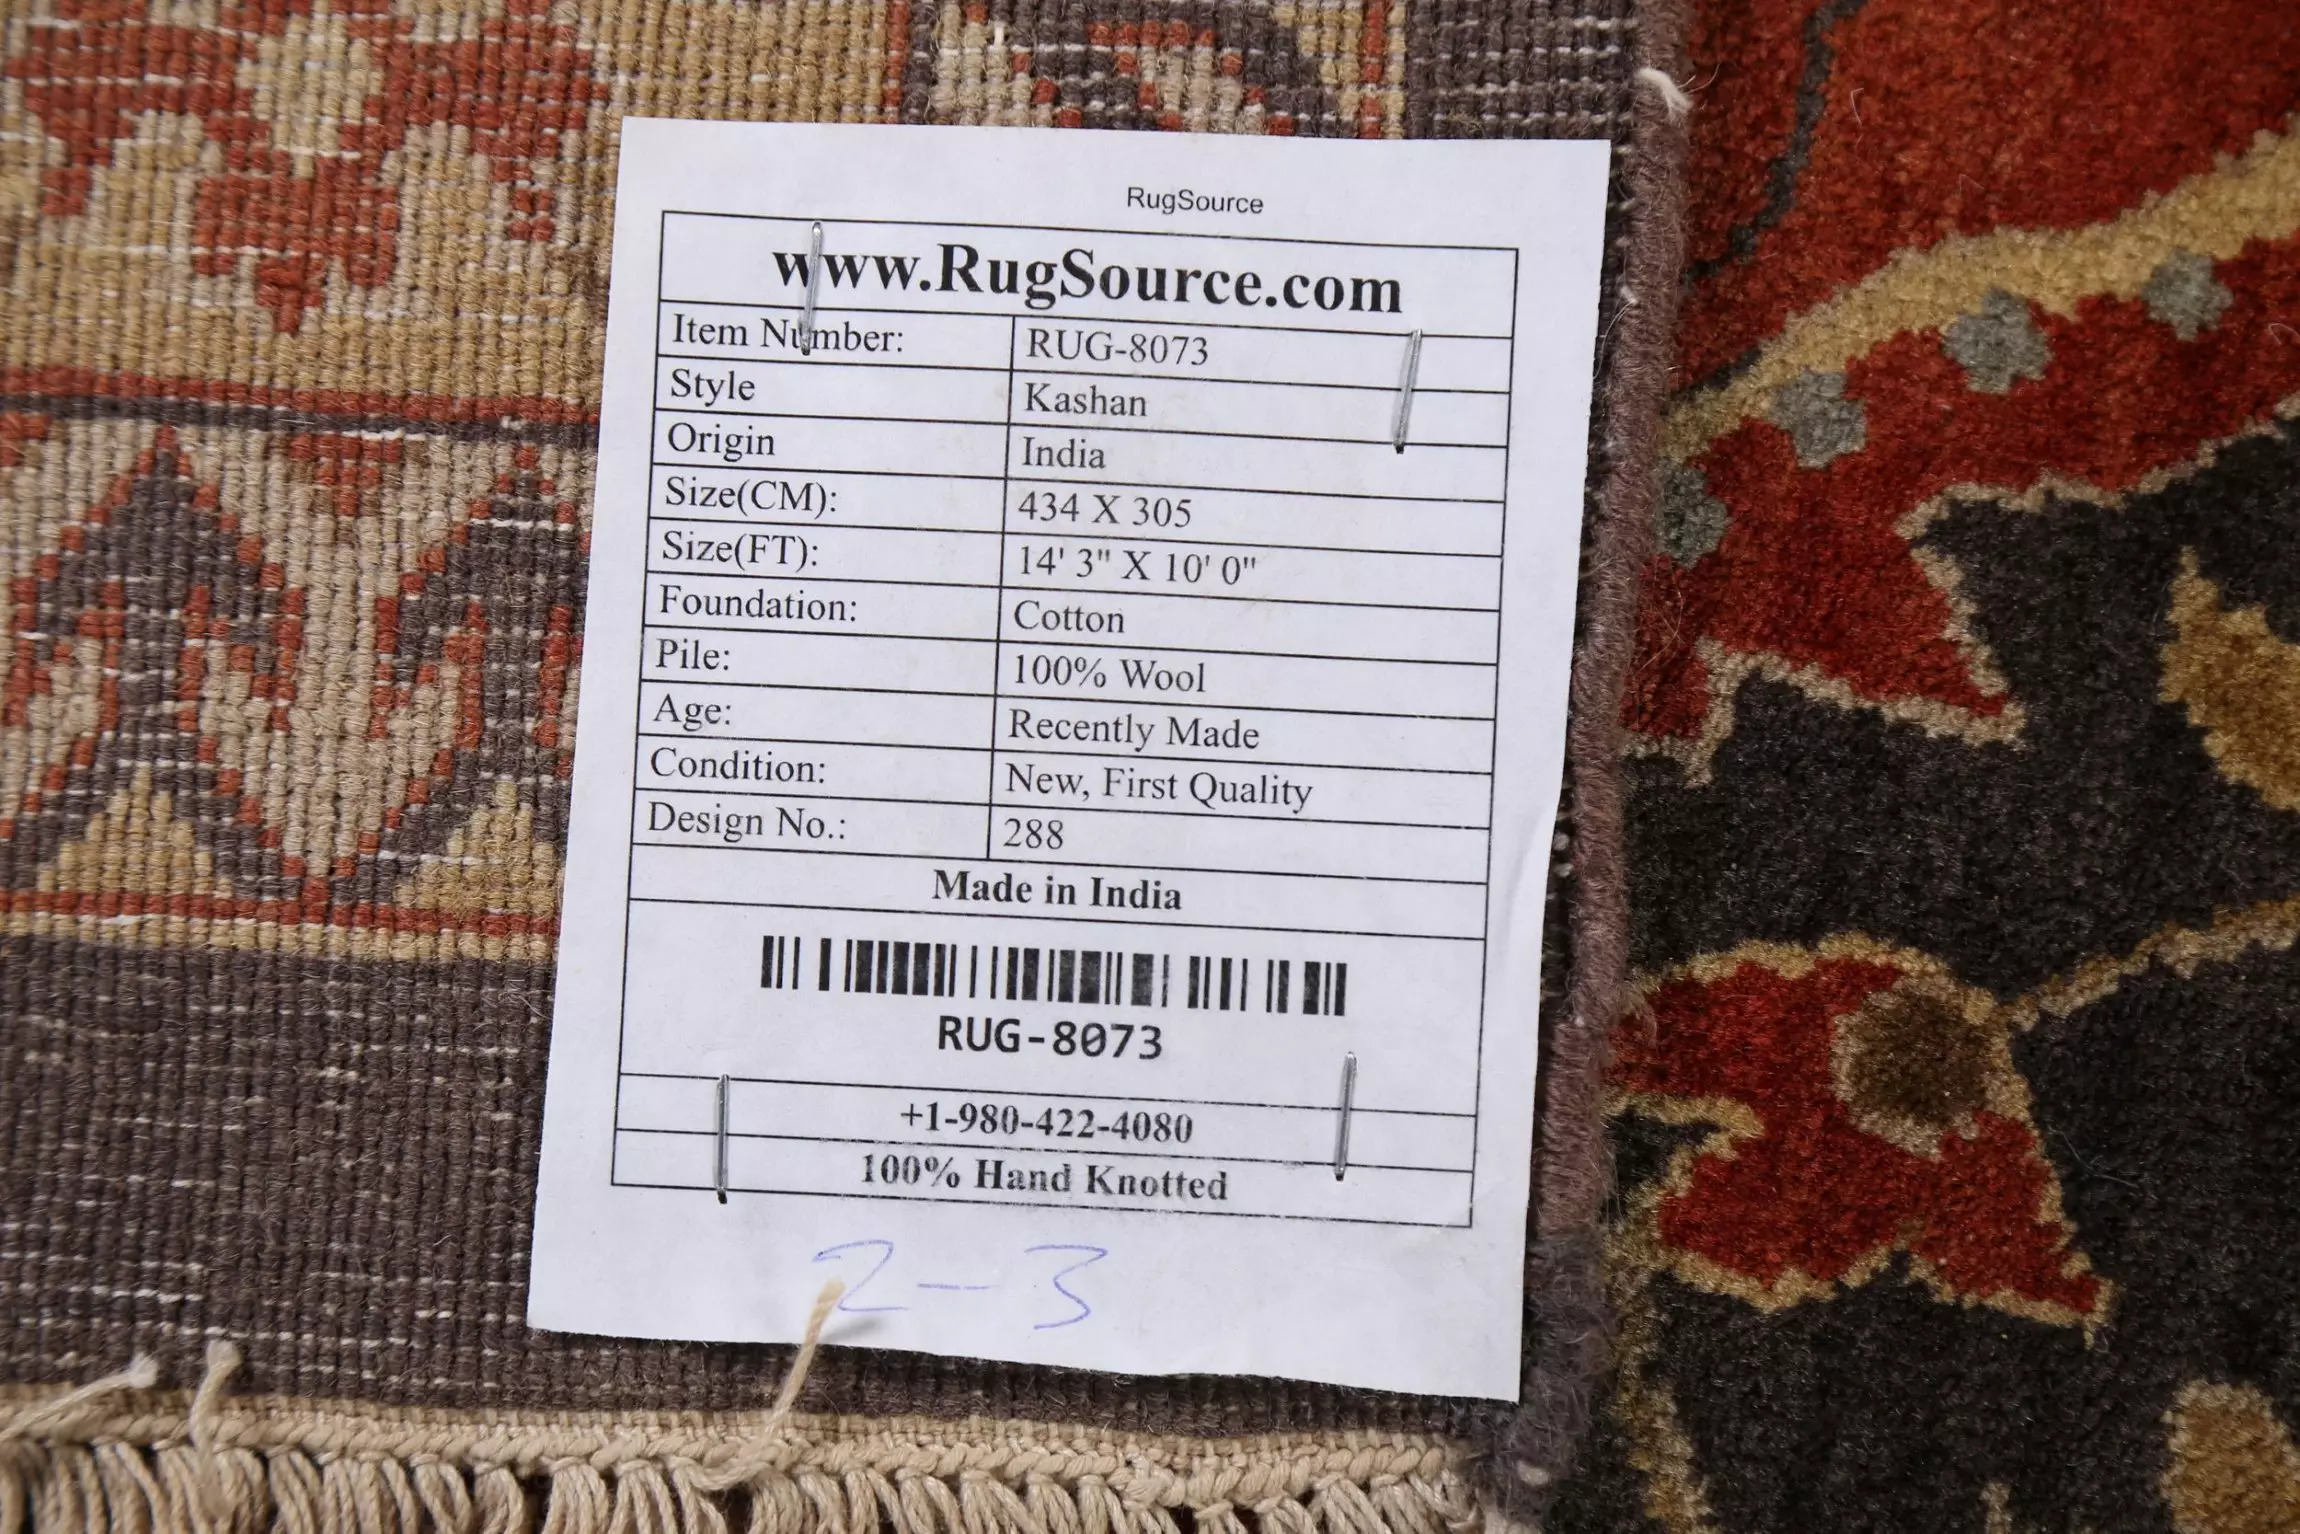 RugSource
www.RugSource.com
Item Number: RUG-8073
Style Kashan
Origin India
Size(CM): 434 X 305
Size(FT): 14' 3" X 10' 0"
Foundation: Cotton
Pile: 100% Wool
Age: Recently Made
Condition: New, First Quality
Design No.: 288
Made in India
RUG-8073
+1-980-422-4080
100% Hand Knotted
2-3